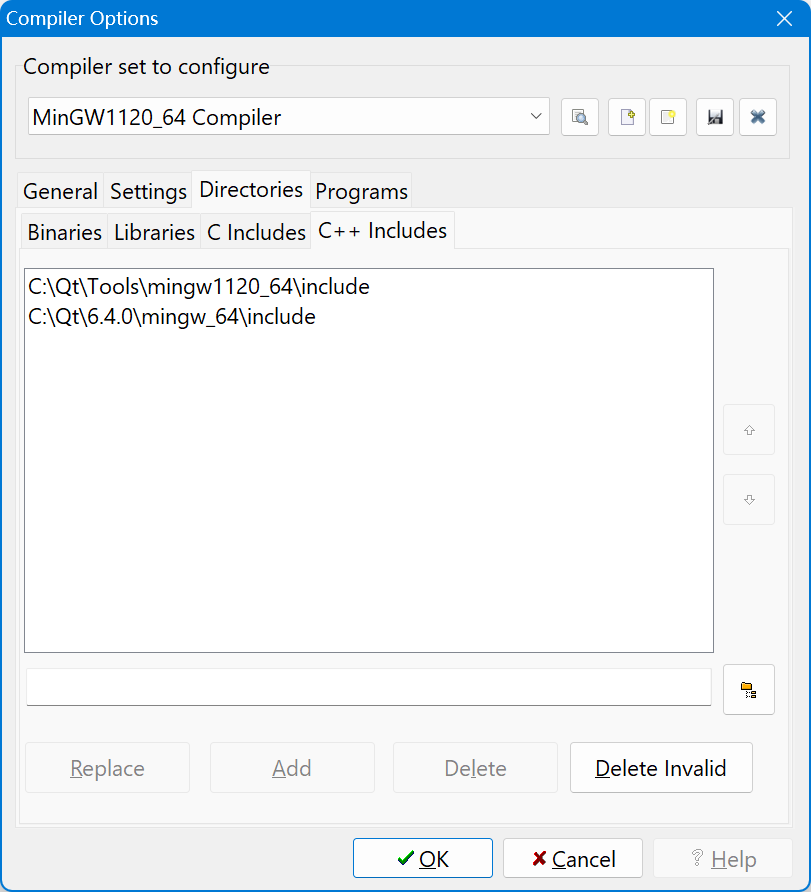 Compiler Options
Compiler set to configure
MinGW1120_64 Compiler
General Settings Directories Programs
Binaries Libraries C Includes C++ Includes
C:\Qt\Tools\mingw1120_64\include
C:\Qt\6.4.0\mingw_64\include
Replace Add Delete Delete Invalid
OK Cancel ? Help